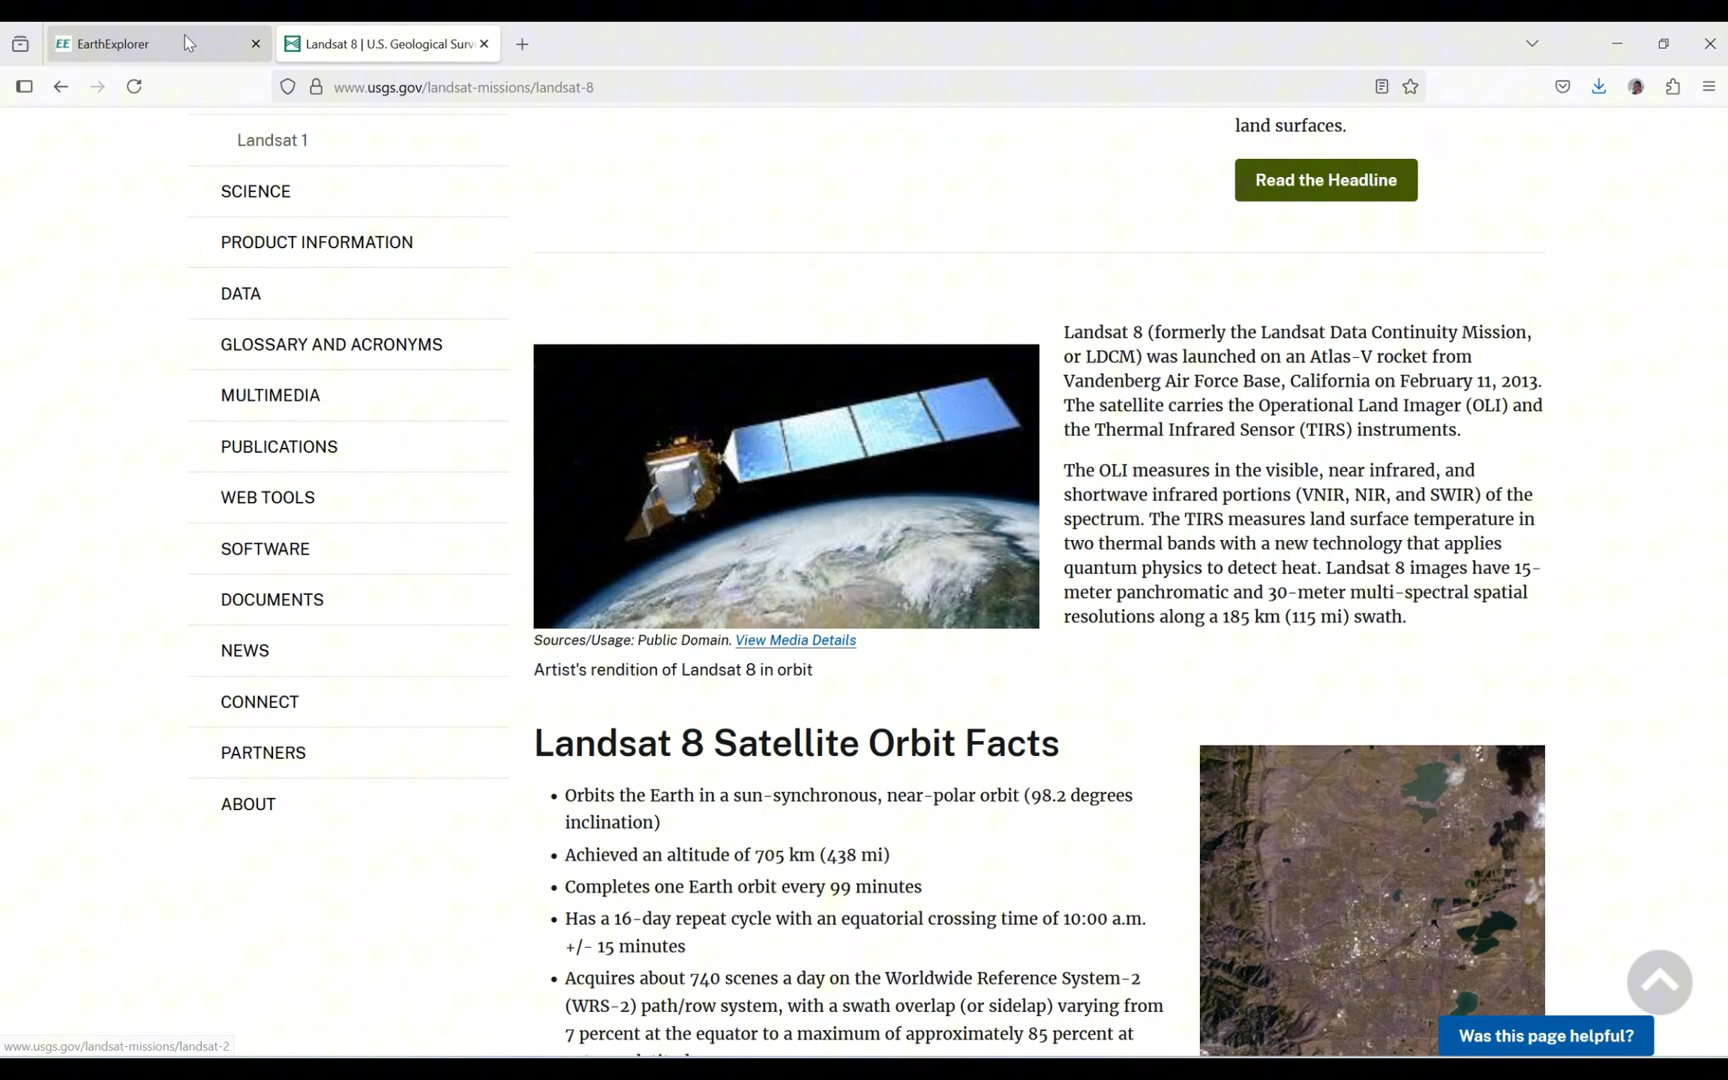 EE EarthExplorer
Landsat 8 | U.S. Geological Surv
www.usgs.gov/landsat-missions/landsat-8
Landsat 1
SCIENCE
PRODUCT INFORMATION
DATA
GLOSSARY AND ACRONYMS
MULTIMEDIA
PUBLICATIONS
WEB TOOLS
SOFTWARE
DOCUMENTS
NEWS
CONNECT
PARTNERS
ABOUT
land surfaces.
Read the Headline
Landsat 8 (formerly the Landsat Data Continuity Mission,
or LDCM) was launched on an Atlas-V rocket from
Vandenberg Air Force Base, California on February 11, 2013.
The satellite carries the Operational Land Imager (OLI) and
the Thermal Infrared Sensor (TIRS) instruments.
The OLI measures in the visible, near infrared, and
shortwave infrared portions (VNIR, NIR, and SWIR) of the
spectrum. The TIRS measures land surface temperature in
two thermal bands with a new technology that applies
quantum physics to detect heat. Landsat 8 images have 15-
meter panchromatic and 30-meter multi-spectral spatial
resolutions along a 185 km (115 mi) swath.
Sources/Usage: Public Domain. View Media Details
Artist's rendition of Landsat 8 in orbit
Landsat 8 Satellite Orbit Facts
• Orbits the Earth in a sun-synchronous, near-polar orbit (98.2 degrees
inclination)
• Achieved an altitude of 705 km (438 mi)
• Completes one Earth orbit every 99 minutes
• Has a 16-day repeat cycle with an equatorial crossing time of 10:00 a.m.
+/- 15 minutes
• Acquires about 740 scenes a day on the Worldwide Reference System-2
(WRS-2) path/row system, with a swath overlap (or sidelap) varying from
7 percent at the equator to a maximum of approximately 85 percent at
Was this page helpful?
www.usgs.gov/landsat-missions/landsat-2